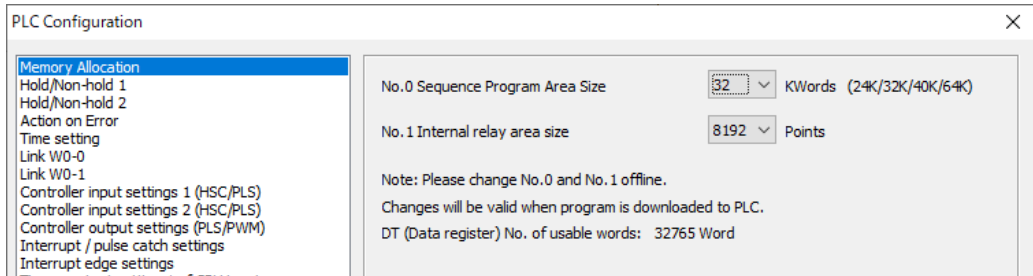 PLC Configuration
Memory Allocation
Hold/Non-hold 1
Hold/Non-hold 2
Action on Error
Time setting
Link W0-0
Link W0-1
Controller input settings 1 (HSC/PLS)
Controller input settings 2 (HSC/PLS)
Controller output settings (PLS/PWM)
Interrupt / pulse catch settings
Interrupt edge settings
No.0 Sequence Program Area Size 32 KWords (24K/32K/40K/64K)
No.1 Internal relay area size 8192 Points
Note: Please change No.0 and No.1 offline.
Changes will be valid when program is downloaded to PLC.
DT (Data register) No. of usable words: 32765 Word